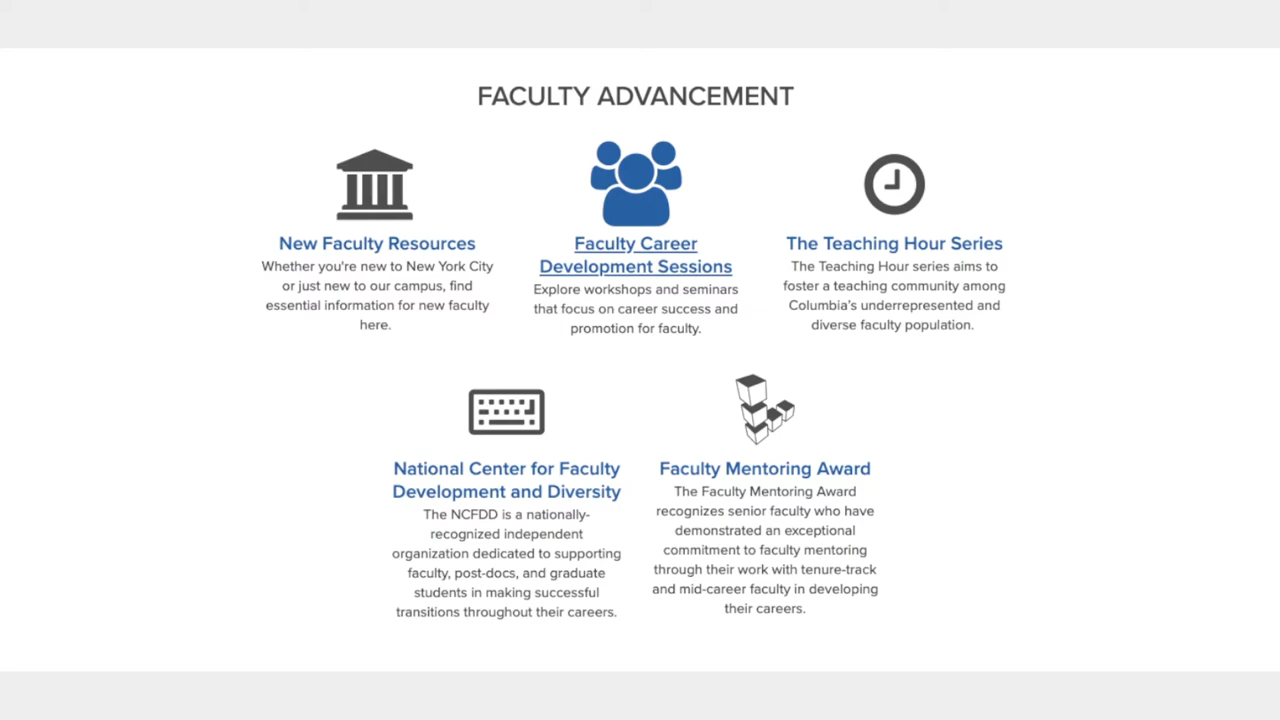 FACULTY ADVANCEMENT
New Faculty Resources
Whether you're new to New York City
or just new to our campus, find
essential information for new faculty
here.
Faculty Career
Development Sessions
Explore workshops and seminars
that focus on career success and
promotion for faculty.
The Teaching Hour Series
The Teaching Hour series aims to
foster a teaching community among
Columbia's underrepresented and
diverse faculty population.
National Center for Faculty
Development and Diversity
The NCFDD is a nationally-
recognized independent
organization dedicated to supporting
faculty, post-docs, and graduate
students in making successful
transitions throughout their careers.
Faculty Mentoring Award
The Faculty Mentoring Award
recognizes senior faculty who have
demonstrated an exceptional
commitment to faculty mentoring
through their work with tenure-track
and mid-career faculty in developing
their careers.